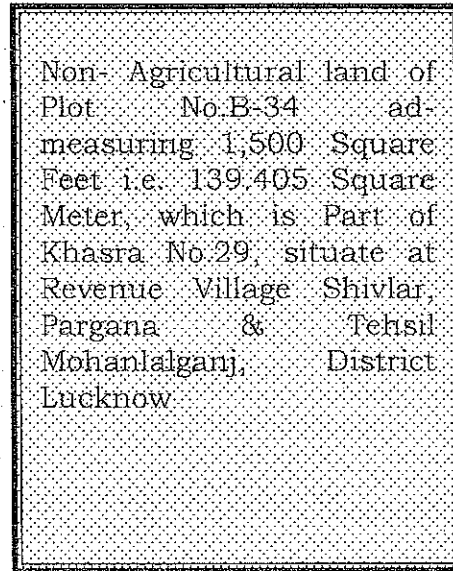 Non- Agricultural land of
Plot No.B-34 ad-
measuring 1,500 Square
Feet i.e. 139.405 Square
Meter, which is Part of
Khasra No.29, situate at
Revenue Village Shivlar,
Pargana & Tehsil
Mohanlalganj, District
Lucknow